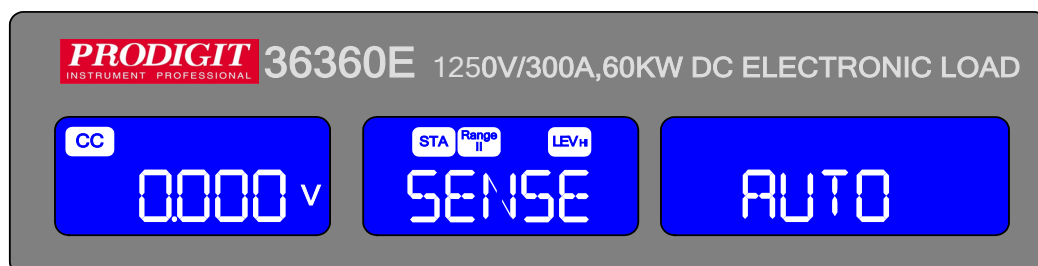 PRODIGIT 36360E 1250V/300A,60KW DC ELECTRONIC LOAD
INSTRUMENT PROFESSIONAL
CC STA Range II LEV HI
0.000 V SENSE AUTO